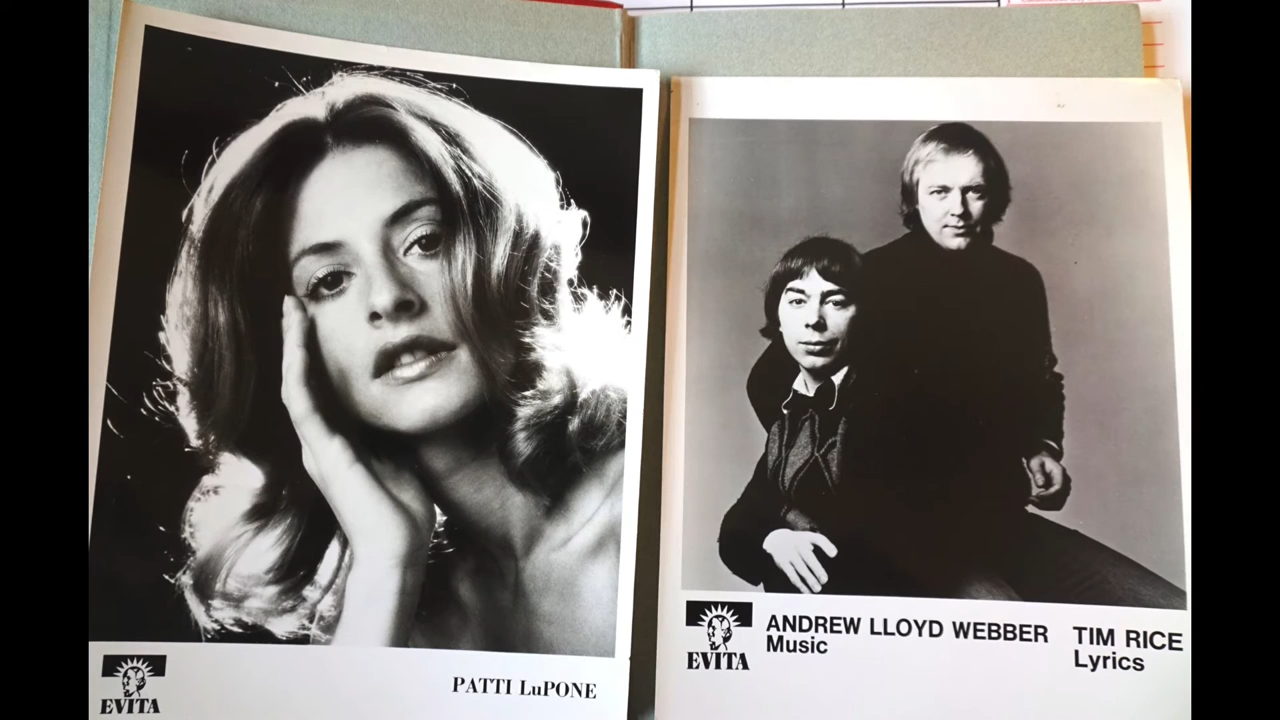 EVITA
PATTI LuPONE
EVITA
ANDREW LLOYD WEBBER
Music
TIM RICE
Lyrics